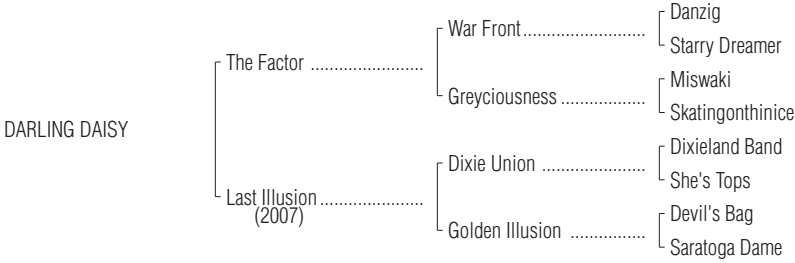 Danzig
War Front..........................
Starry Dreamer
The Factor ........................
Miswaki
Greyciousness ..................
Skatingonthinice
DARLING DAISY
Dixieland Band
Dixie Union ......................
She's Tops
Last Illusion......................
(2007)
Devil's Bag
Golden Illusion ................
Saratoga Dame